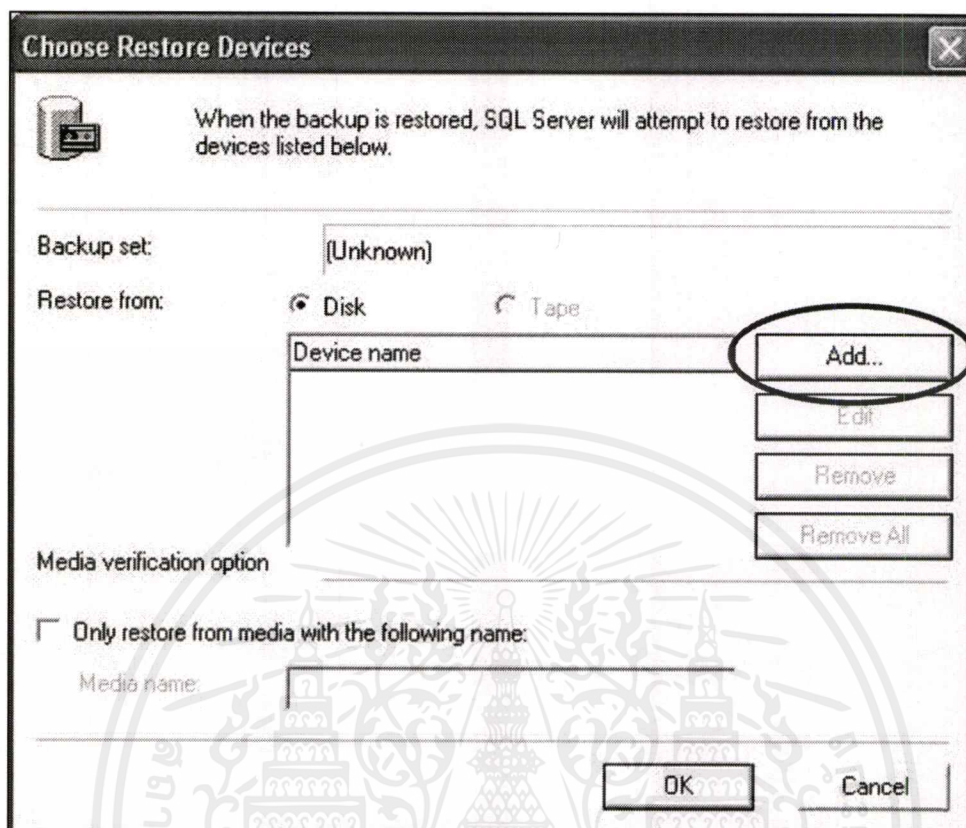 Choose Restore Devices
When the backup is restored, SQL Server will attempt to restore from the
devices listed below.
Backup set:
(Unknown)
Restore from:
Disk
Tape
Device name
Add...
Edit
Remove
Remove All
Media verification option
Only restore from media with the following name:
Media name:
OK
Cancel